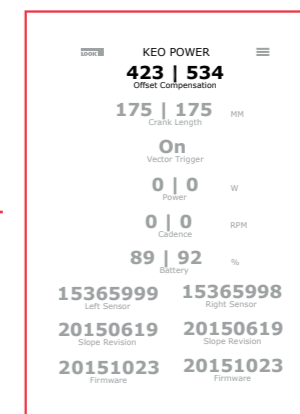 LOOK KEO POWER
423 | 534
Offset Compensation
175 | 175 MM
Crank Length
On
Vector Trigger
0 | 0 W
Power
0 | 0 RPM
Cadence
89 | 92 %
Battery
15365999 15365998
Left Sensor Right Sensor
20150619 20150619
Slope Revision Slope Revision
20151023 20151023
Firmware Firmware